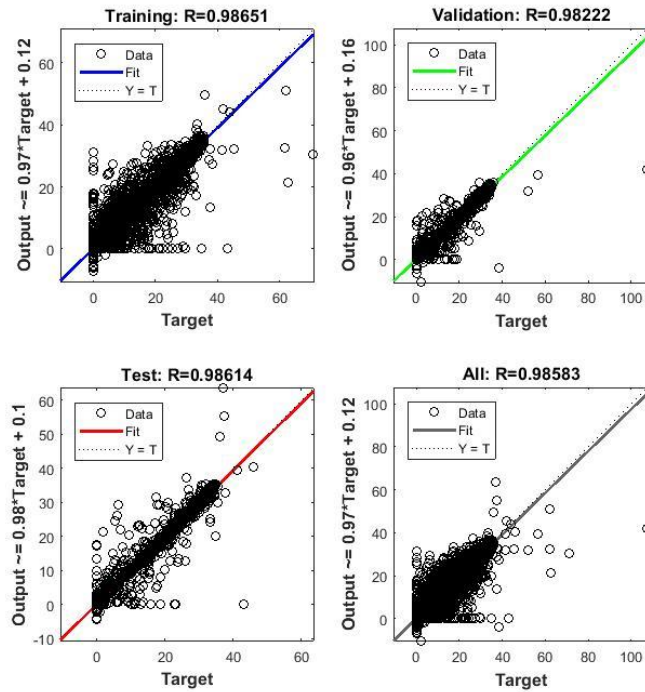 Training: R=0.98651
Output ~= 0.97*Target + 0.12
60
40
20
0
Data
Fit
Y = T
0 20 40 60
Target
Validation: R=0.98222
Output ~= 0.96*Target + 0.16
100
80
60
40
20
0
Data
Fit
Y = T
0 20 40 60 80 100
Target
Test: R=0.98614
Output ~= 0.98*Target + 0.1
60
50
40
30
20
10
0
-10
Data
Fit
Y = T
0 20 40 60
Target
All: R=0.98583
Output ~= 0.97*Target + 0.12
100
80
60
40
20
0
Data
Fit
Y = T
0 20 40 60 80 100
Target